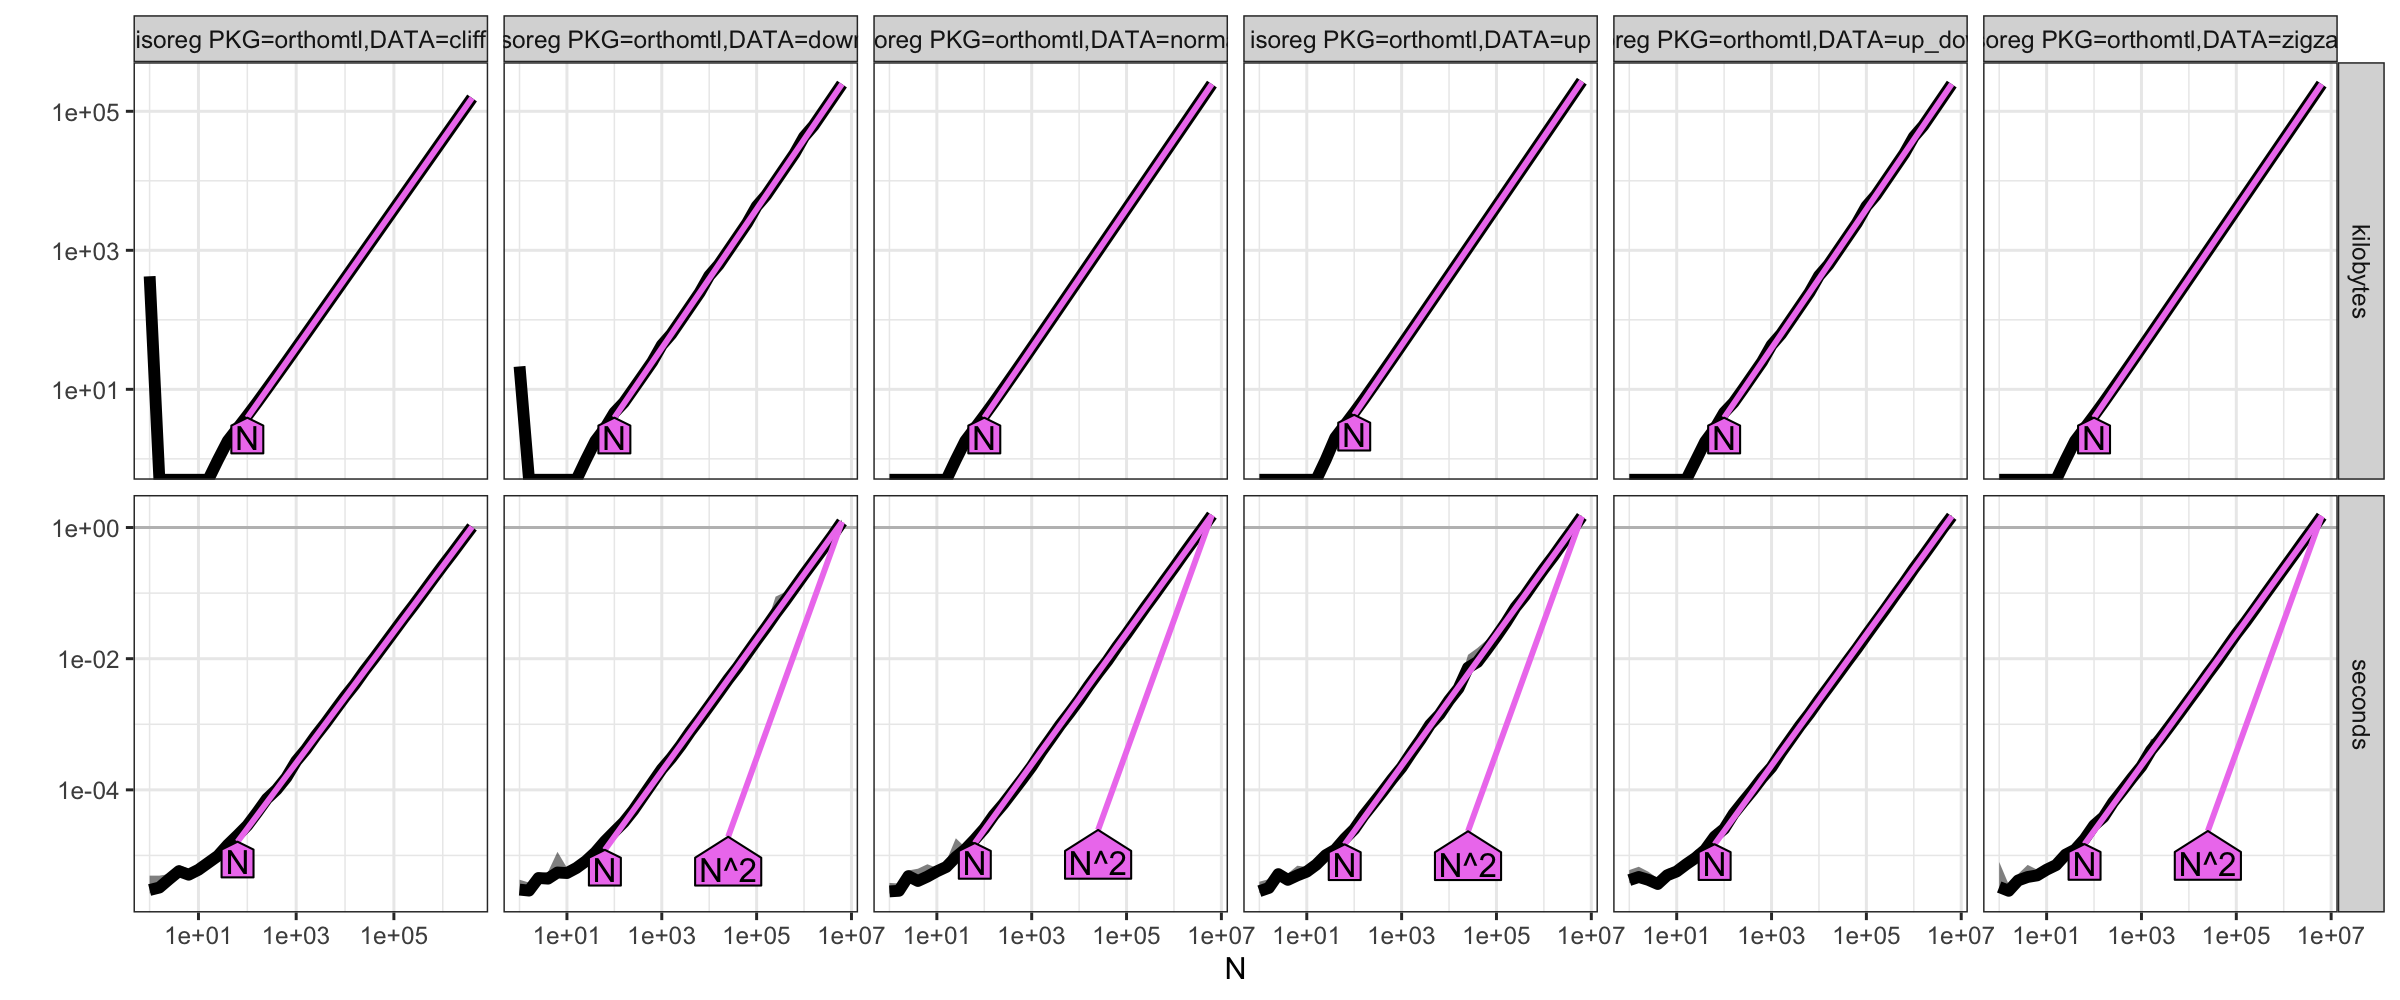 isoreg PKG=orthomtl,DATA=cliff
soreg PKG=orthomtl,DATA=down
oreg PKG=orthomtl,DATA=norm
isoreg PKG=orthomtl,DATA=up
reg PKG=orthomtl,DATA=up_do
oreg PKG=orthomtl,DATA=zigza
1e+05
1e+03
1e+01
N N N N N N
kilobytes
1e+00
1e-02
1e-04
N N N^2 N N^2 N N^2 N N N^2
seconds
1e+01 1e+03 1e+05
1e+01 1e+03 1e+05 1e+07
1e+01 1e+03 1e+05 1e+07
1e+01 1e+03 1e+05 1e+07
1e+01 1e+03 1e+05 1e+07
1e+01 1e+03 1e+05 1e+07
N